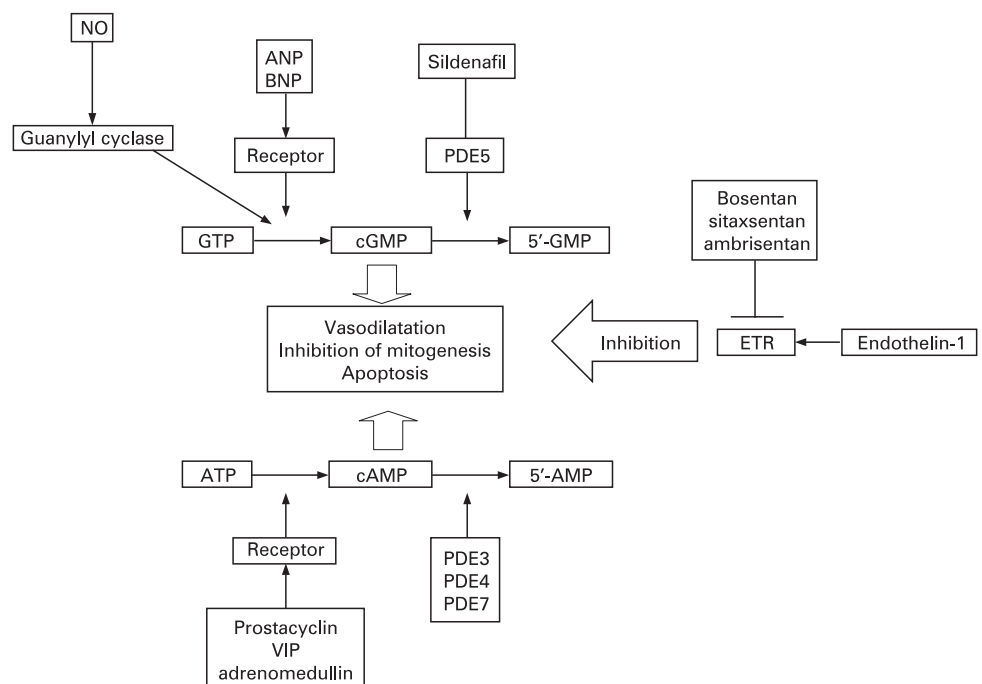 NO
ANP
BNP
Sildenafil
Guanylyl cyclase
Receptor
PDE5
Bosentan
sitaxsentan
ambrisentan
GTP
cGMP
5′-GMP
Vasodilatation
Inhibition of mitogenesis
Apoptosis
Inhibition
ETR
Endothelin-1
ATP
cAMP
5′-AMP
Receptor
PDE3
PDE4
PDE7
Prostacyclin
VIP
adrenomedullin